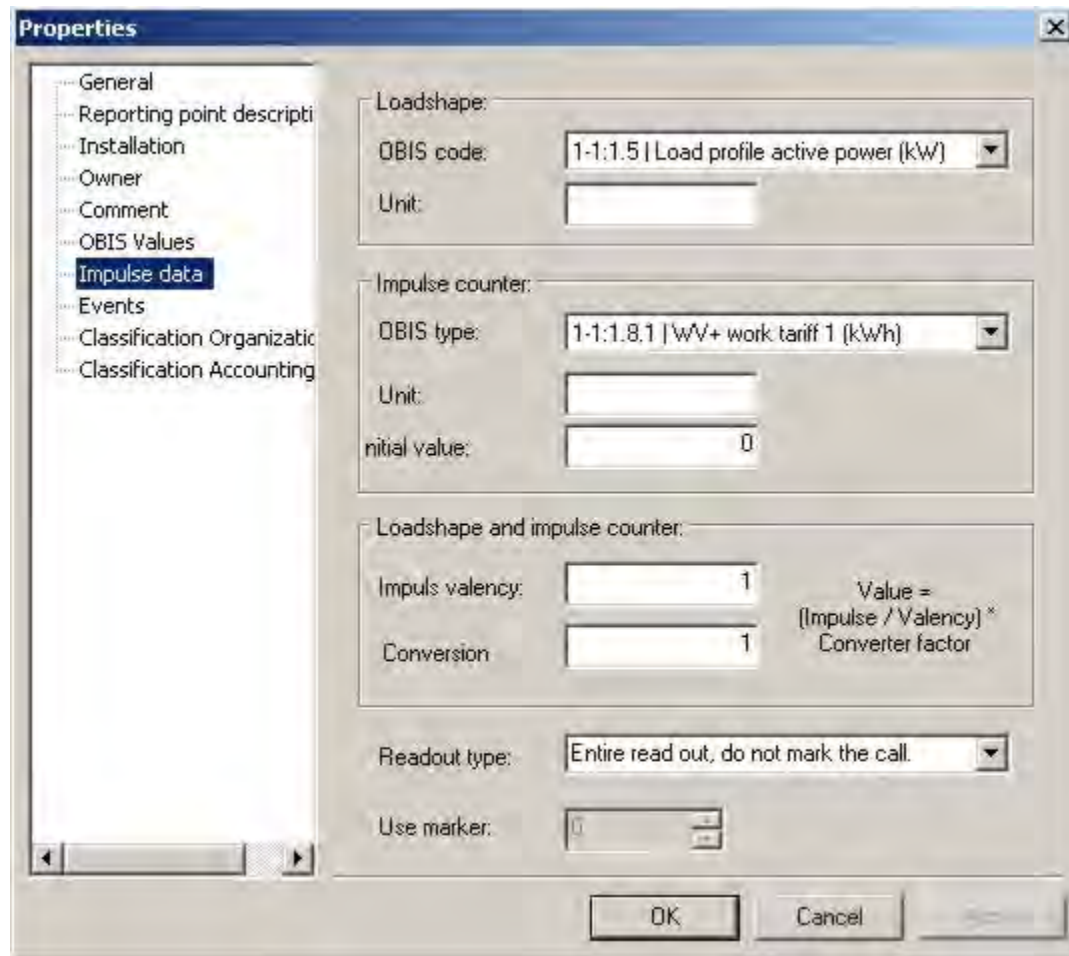 Properties
General
Reporting point descripti
Installation
Owner
Comment
OBIS Values
Impulse data
Events
Classification Organizatic
Classification Accounting
Loadshape:
OBIS code:
1-1:1.5 | Load profile active power (kW)
Unit:
Impulse counter:
OBIS type:
1-1:1.8.1 | WV+ work tariff 1 (kWh)
Unit:
nitial value:
0
Loadshape and impulse counter:
Impuls valency:
1
Conversion
1
Value =
(Impulse / Valency) *
Converter factor
Readout type:
Entire read out, do not mark the call.
Use marker:
0
OK
Cancel